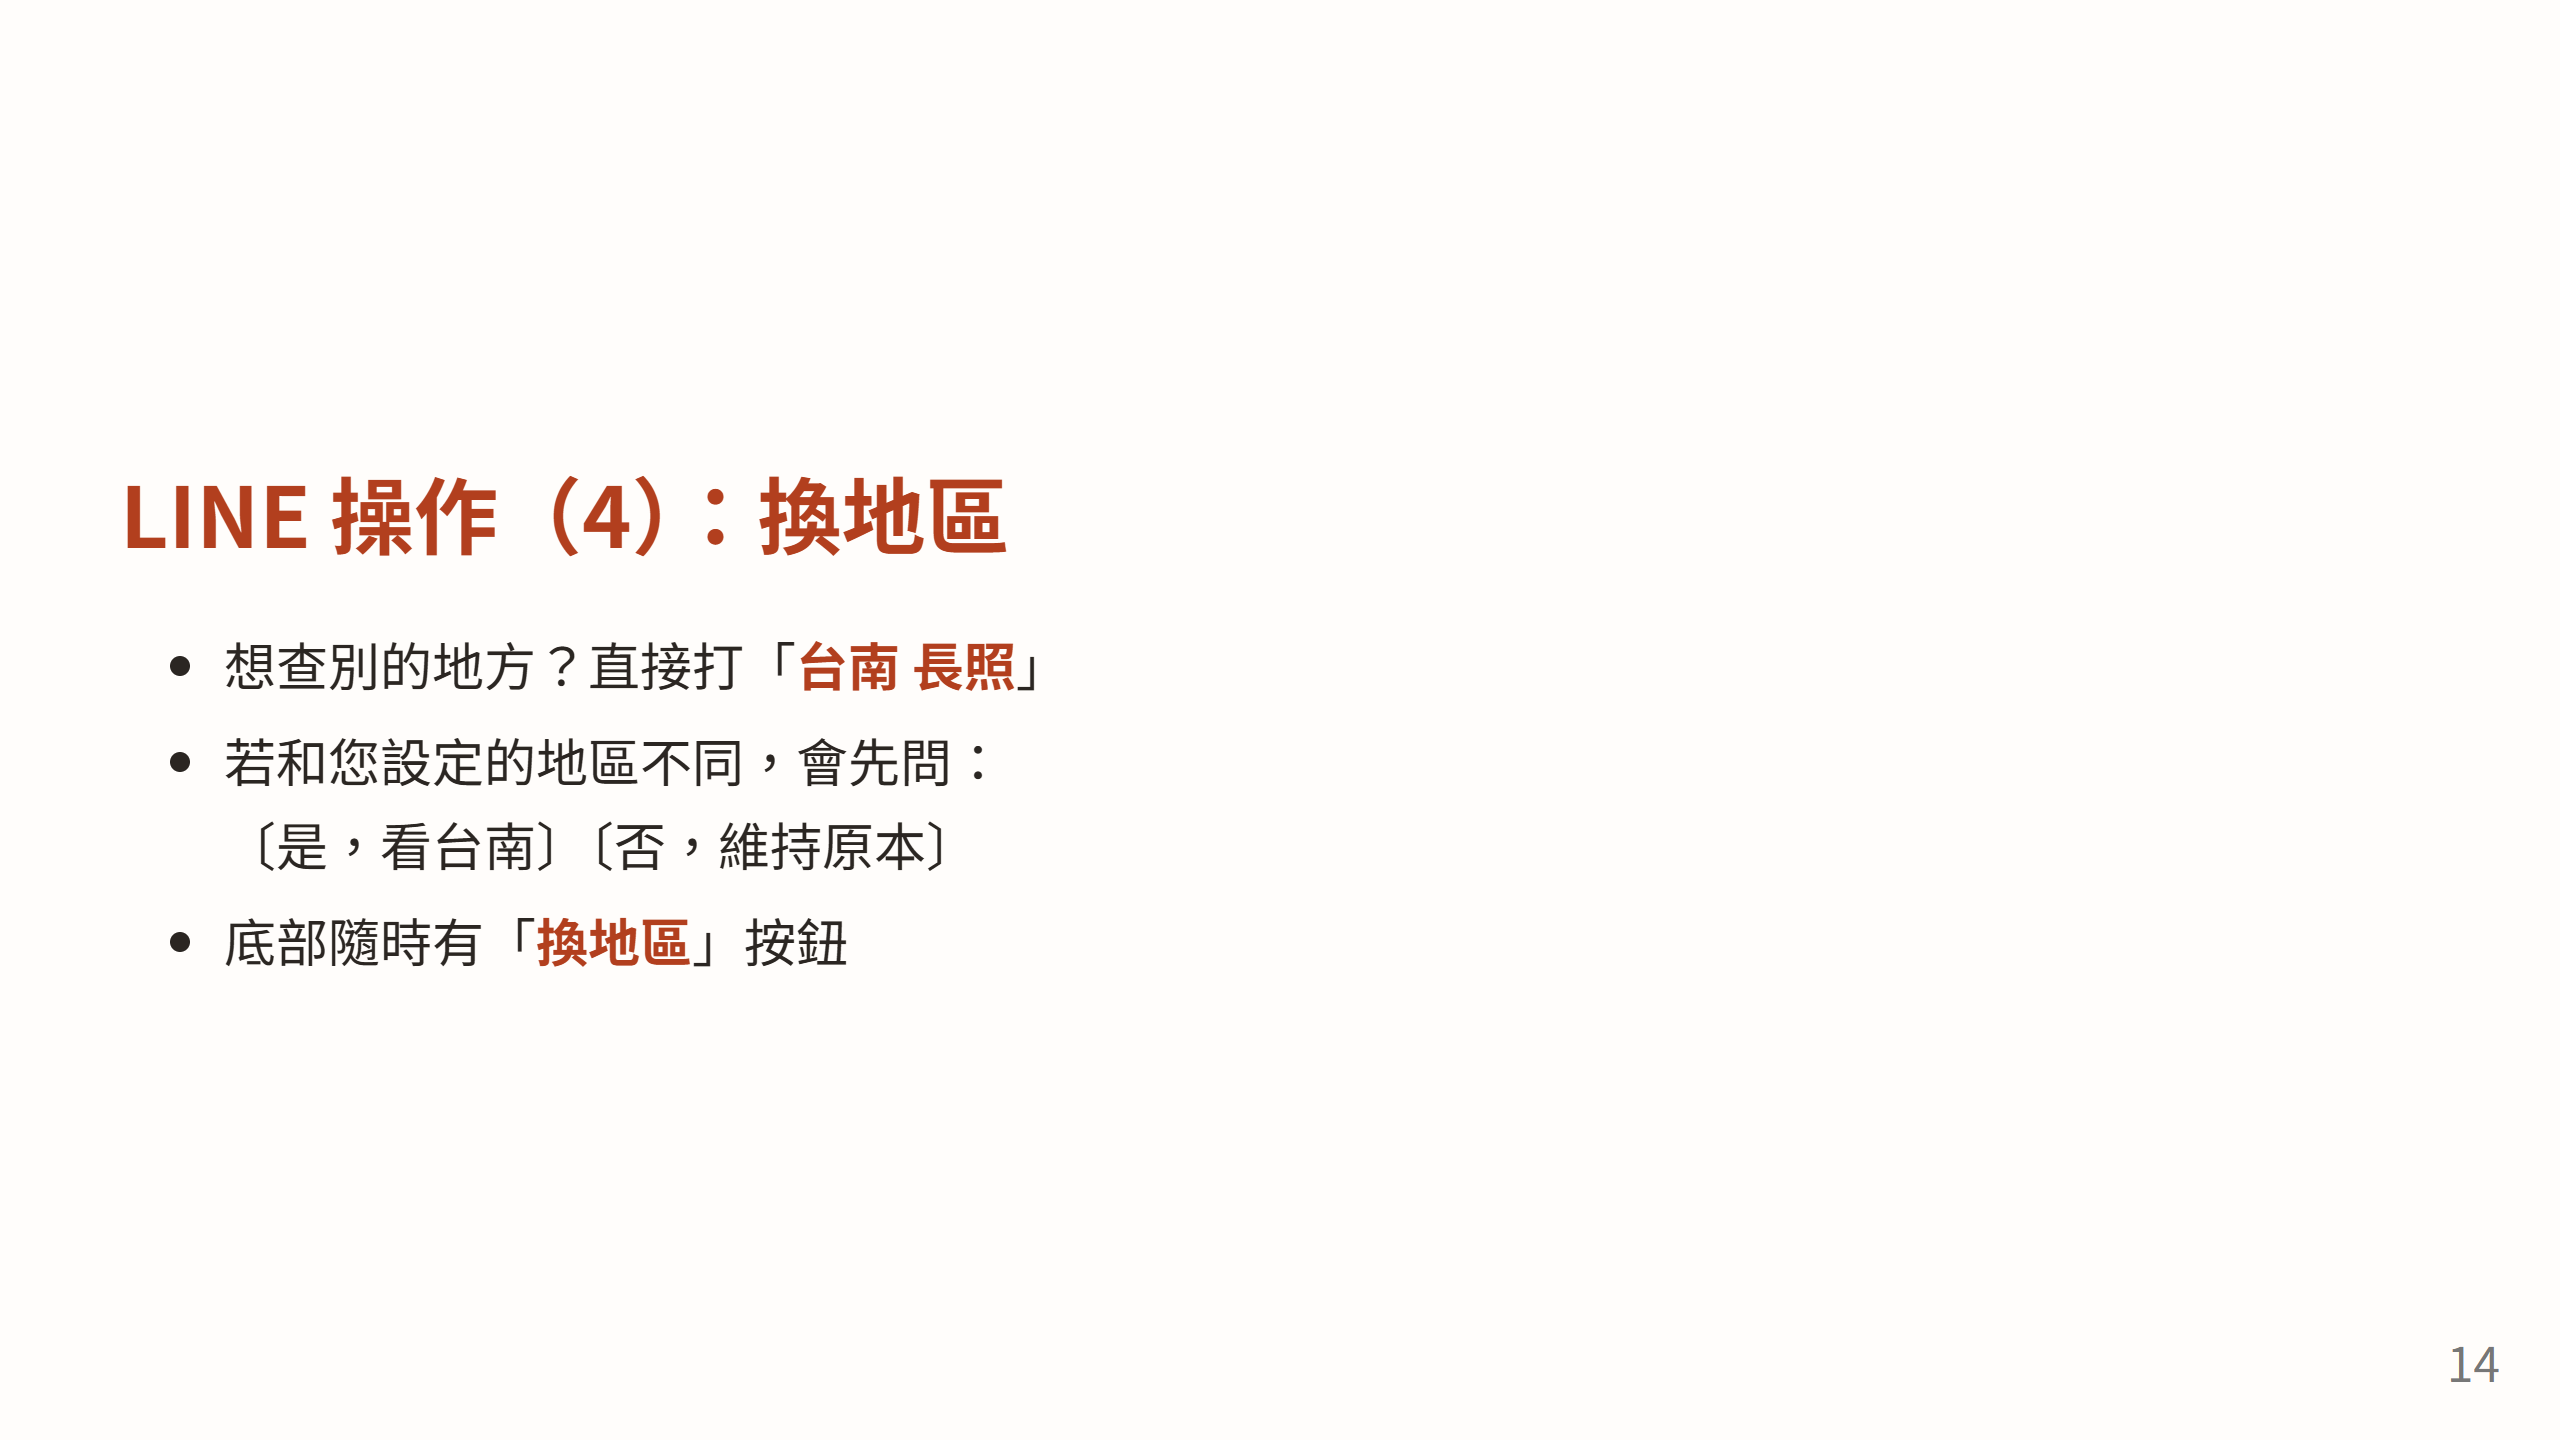 LINE 操作（4）：換地區
• 想查別的地方？直接打「台南 長照」
• 若和您設定的地區不同，會先問：
〔是，看台南〕〔否，維持原本〕
• 底部隨時有「換地區」按鈕
14